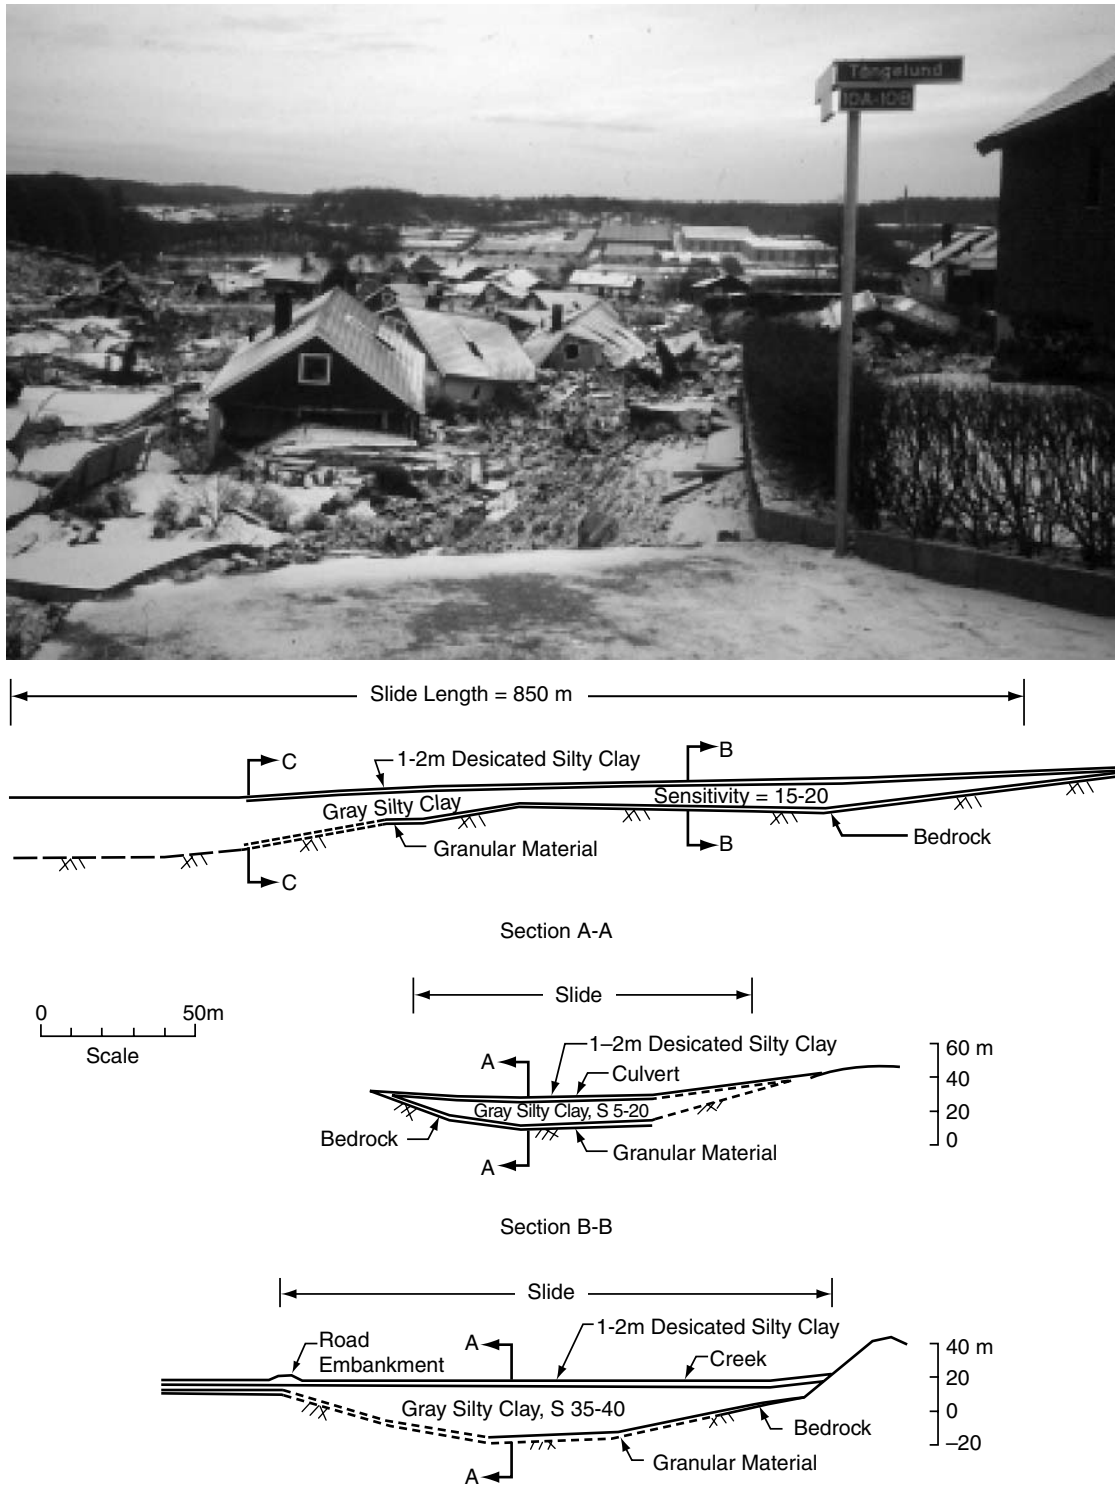 Tångelund
10A-10B
Slide Length = 850 m
B
C
1-2m Desicated Silty Clay
Sensitivity = 15-20
Gray Silty Clay
Bedrock
B
Granular Material
C
Section A-A
Slide
0 50m
Scale
1–2m Desicated Silty Clay
60 m
A
Culvert
40
Gray Silty Clay, S 5-20
20
Bedrock
0
Granular Material
A
Section B-B
Slide
1-2m Desicated Silty Clay
Road
A
40 m
Embankment
Creek
20
Gray Silty Clay, S 35-40
0
Bedrock
–20
Granular Material
A